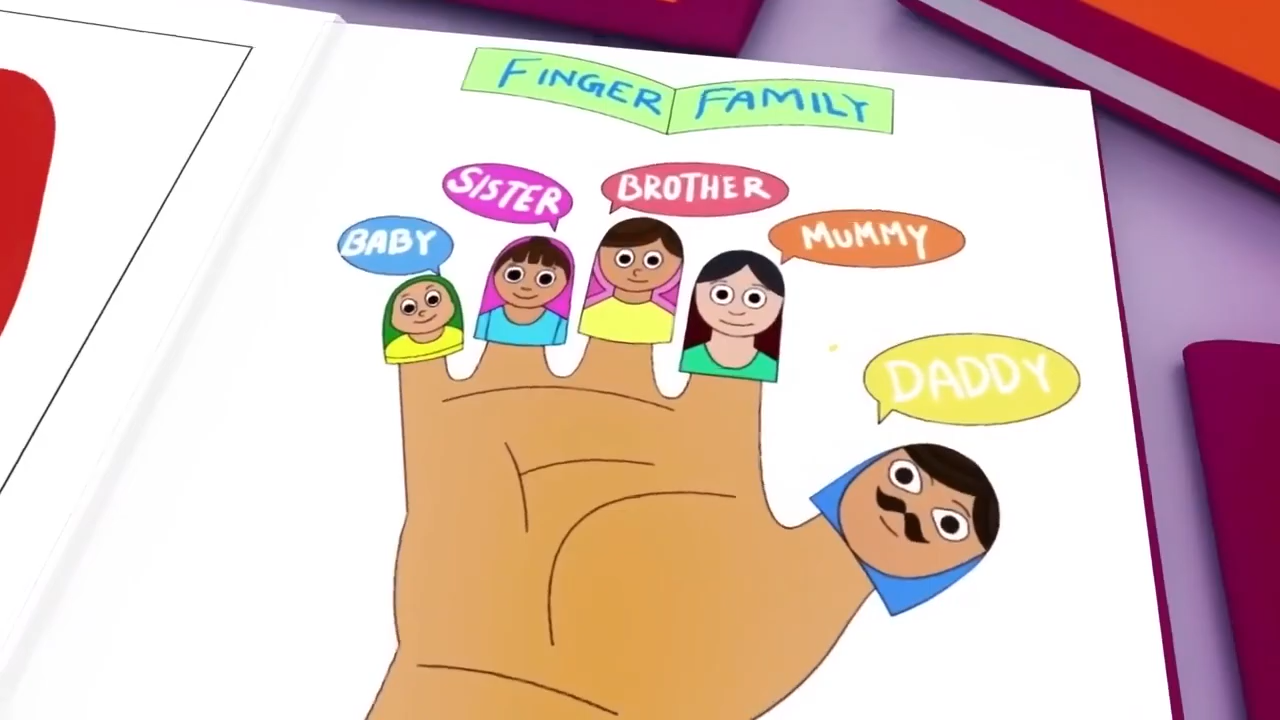 FINGER FAMILY
SISTER
BROTHER
BABY
MUMMY
DADDY